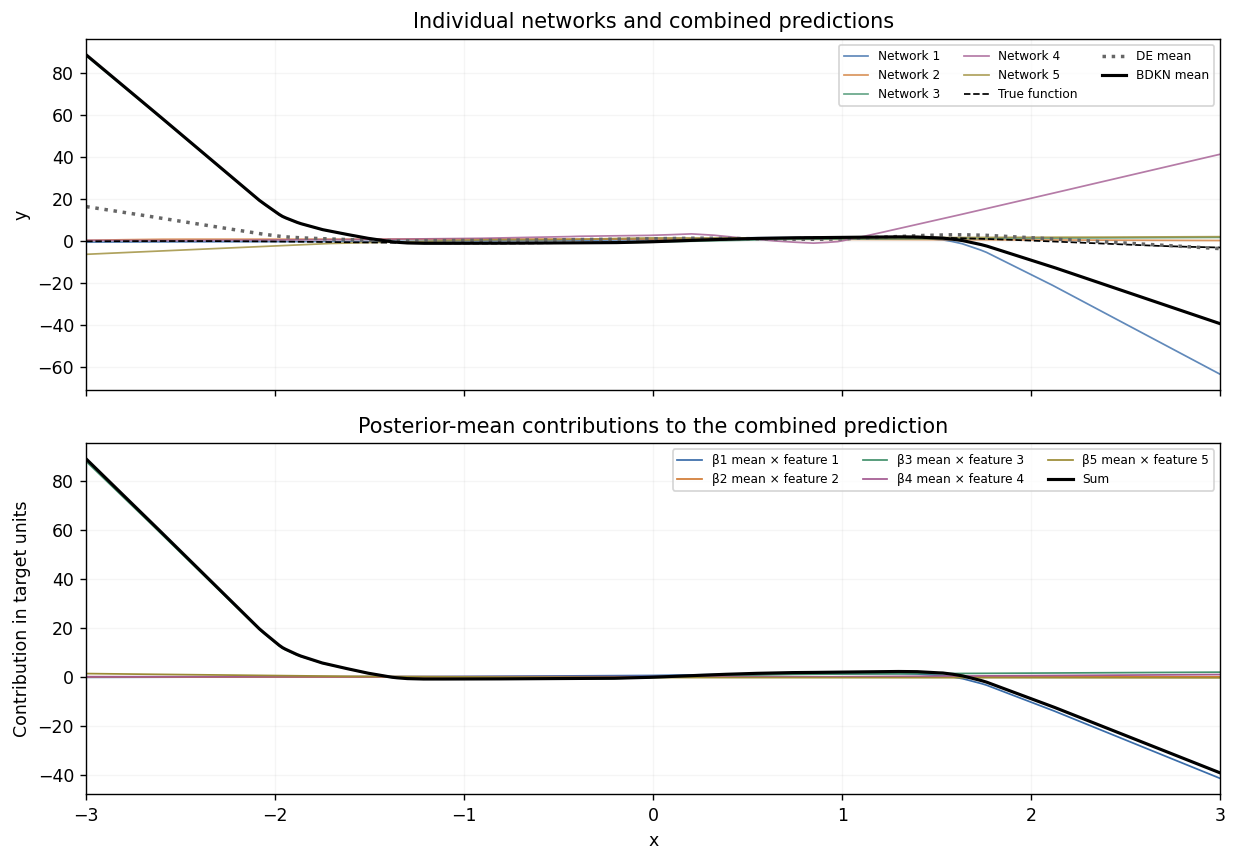 Individual networks and combined predictions
Network 1
Network 2
Network 3
Network 4
Network 5
True function
DE mean
BDKN mean
y
80
60
40
20
0
−20
−40
−60
Posterior-mean contributions to the combined prediction
β1 mean × feature 1
β2 mean × feature 2
β3 mean × feature 3
β4 mean × feature 4
β5 mean × feature 5
Sum
Contribution in target units
80
60
40
20
0
−20
−40
−3 −2 −1 0 1 2 3
x